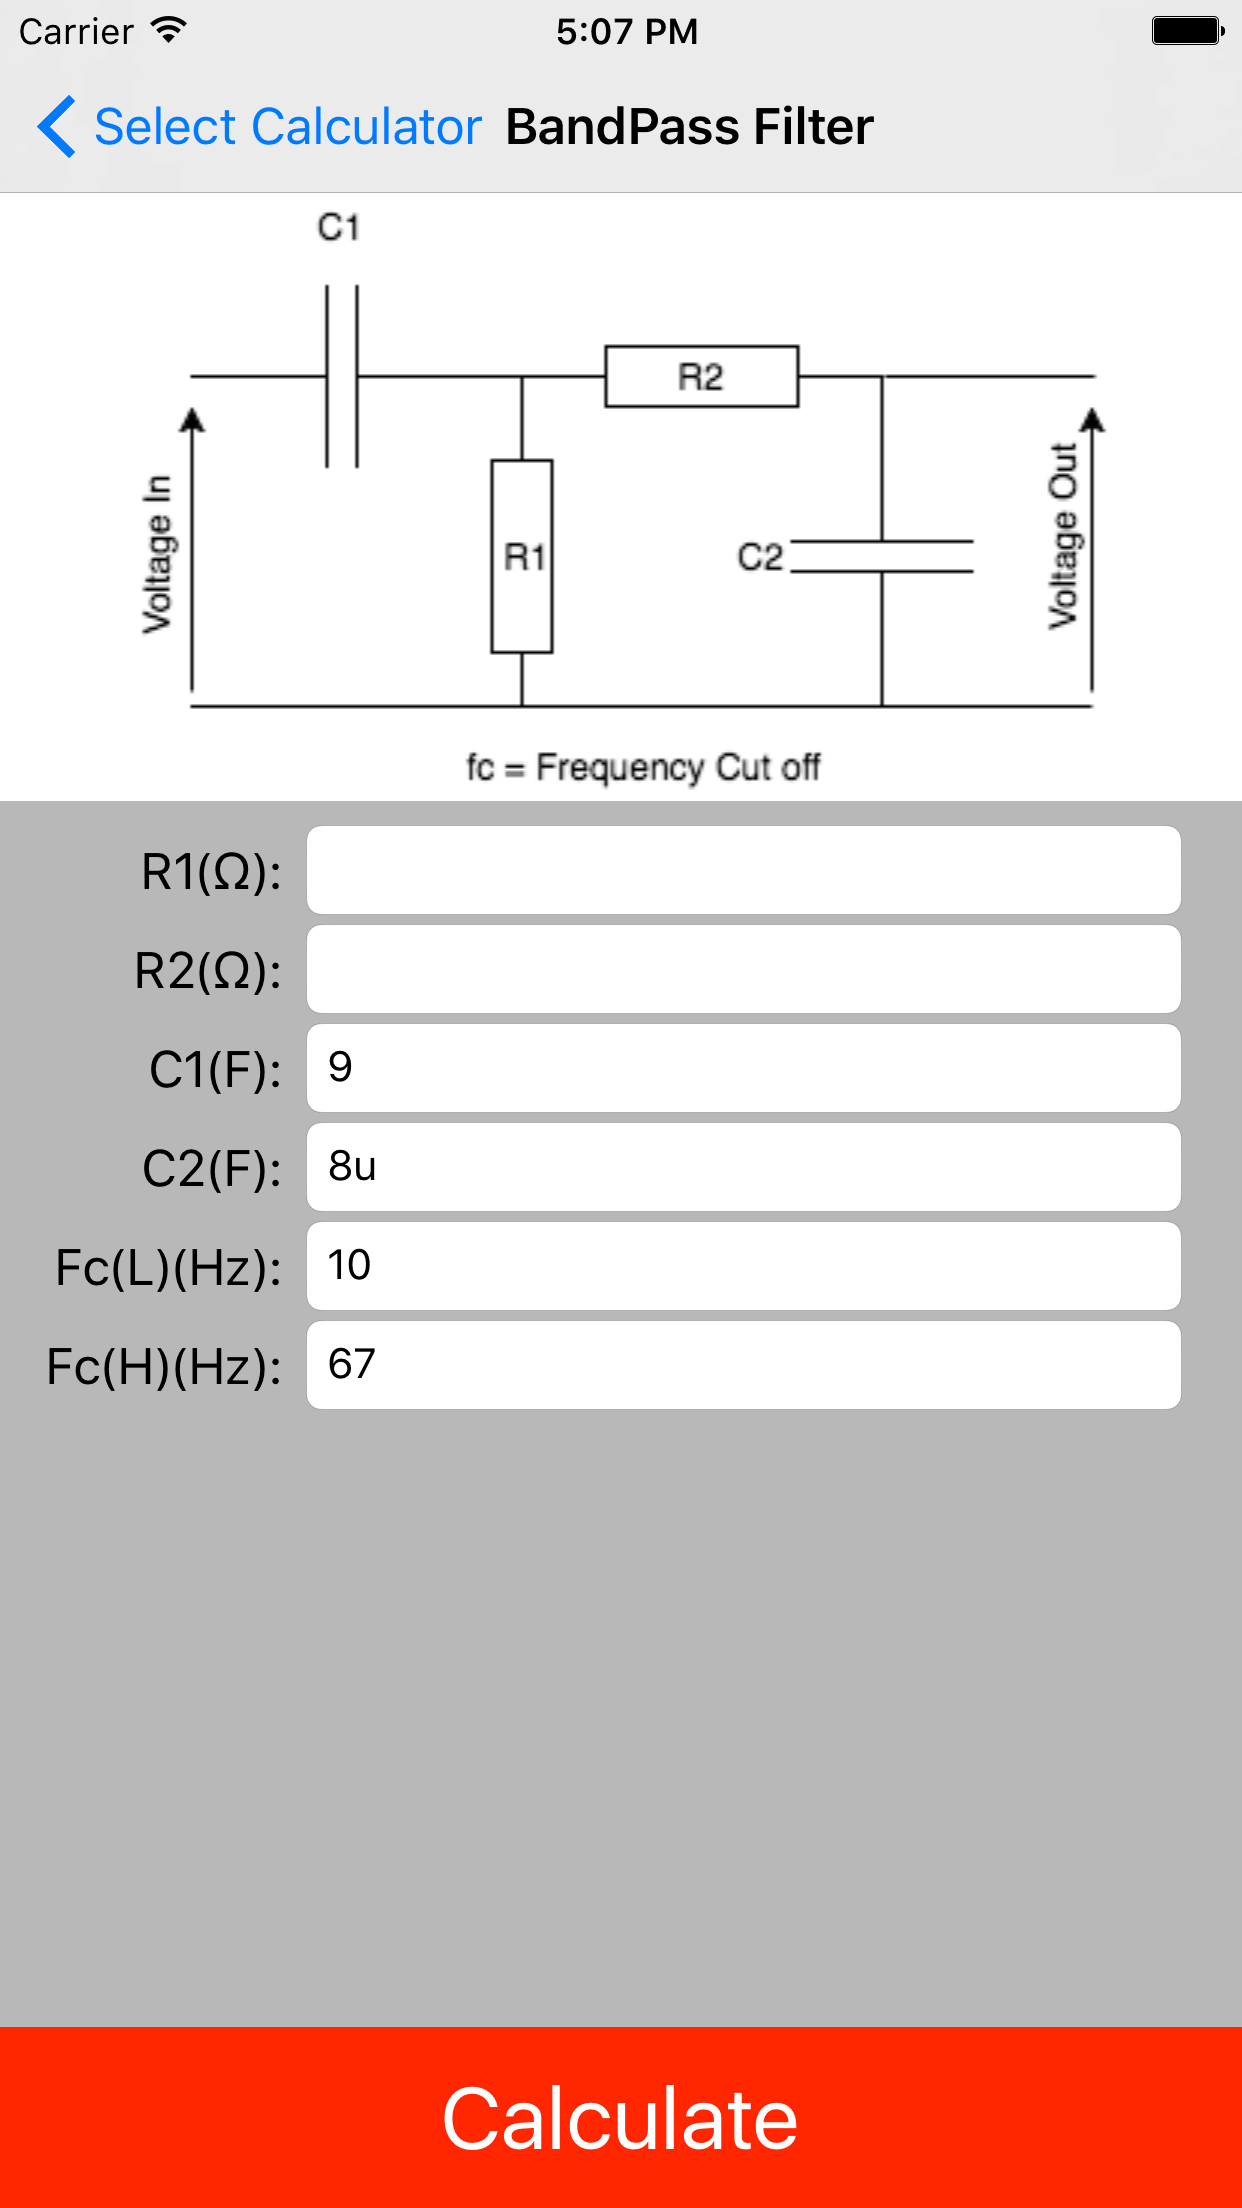 Carrier 5:07 PM
Select Calculator BandPass Filter
C1
R2
Voltage In
R1
C2
Voltage Out
fc = Frequency Cut off
R1(Ω):
R2(Ω):
C1(F): 9
C2(F): 8u
Fc(L)(Hz): 10
Fc(H)(Hz): 67
Calculate